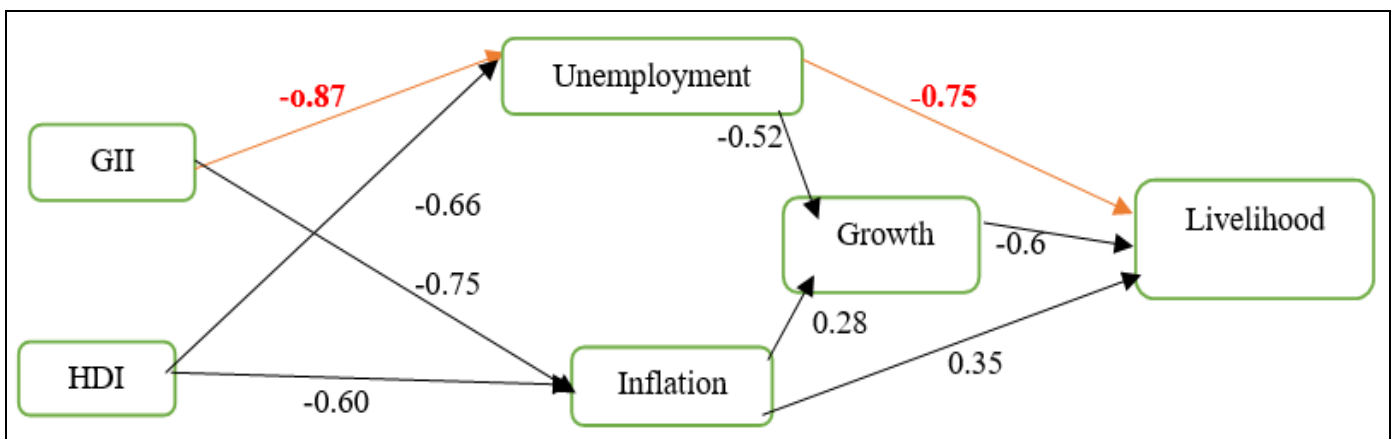 Unemployment
-o.87
-0.75
-0.52
GII
-0.66
Growth
-0.6
Livelihood
-0.75
0.28
HDI
-0.60
Inflation
0.35